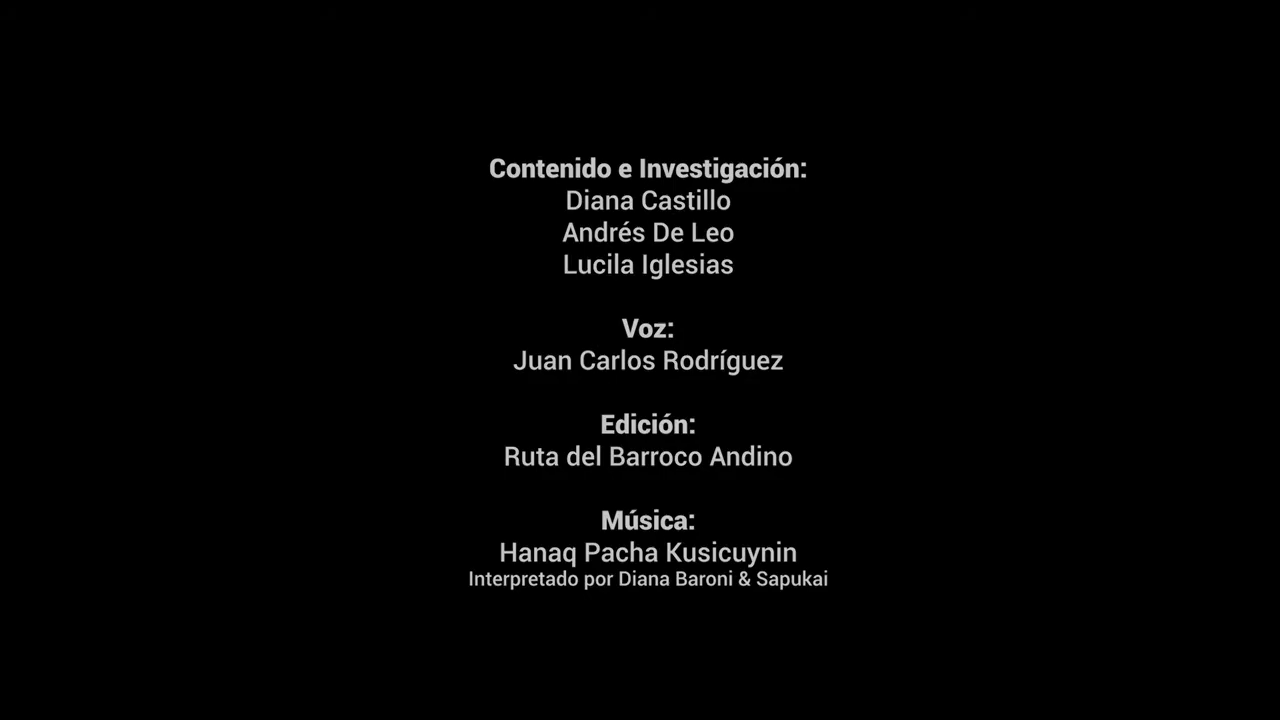 Contenido e Investigación:
Diana Castillo
Andrés De Leo
Lucila Iglesias
Voz:
Juan Carlos Rodríguez
Edición:
Ruta del Barroco Andino
Música:
Hanaq Pacha Kusicuynin
Interpretado por Diana Baroni & Sapukai